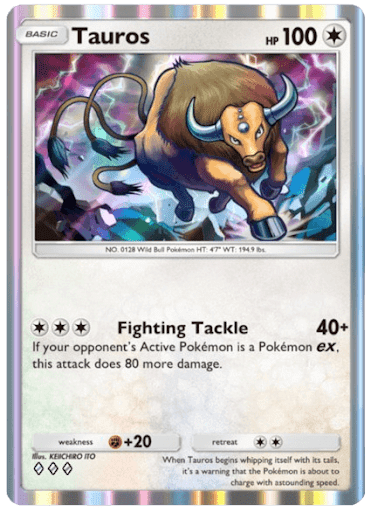 BASIC Tauros HP 100
NO. 0128 Wild Bull Pokémon HT: 4'7" WT: 194.9 lbs.
Fighting Tackle 40+
If your opponent's Active Pokémon is a Pokémon ex,
this attack does 80 more damage.
weakness +20 retreat
Illus. KEIICHIRO ITO
When Tauros begins whipping itself with its tails,
it's a warning that the Pokémon is about to
charge with astounding speed.